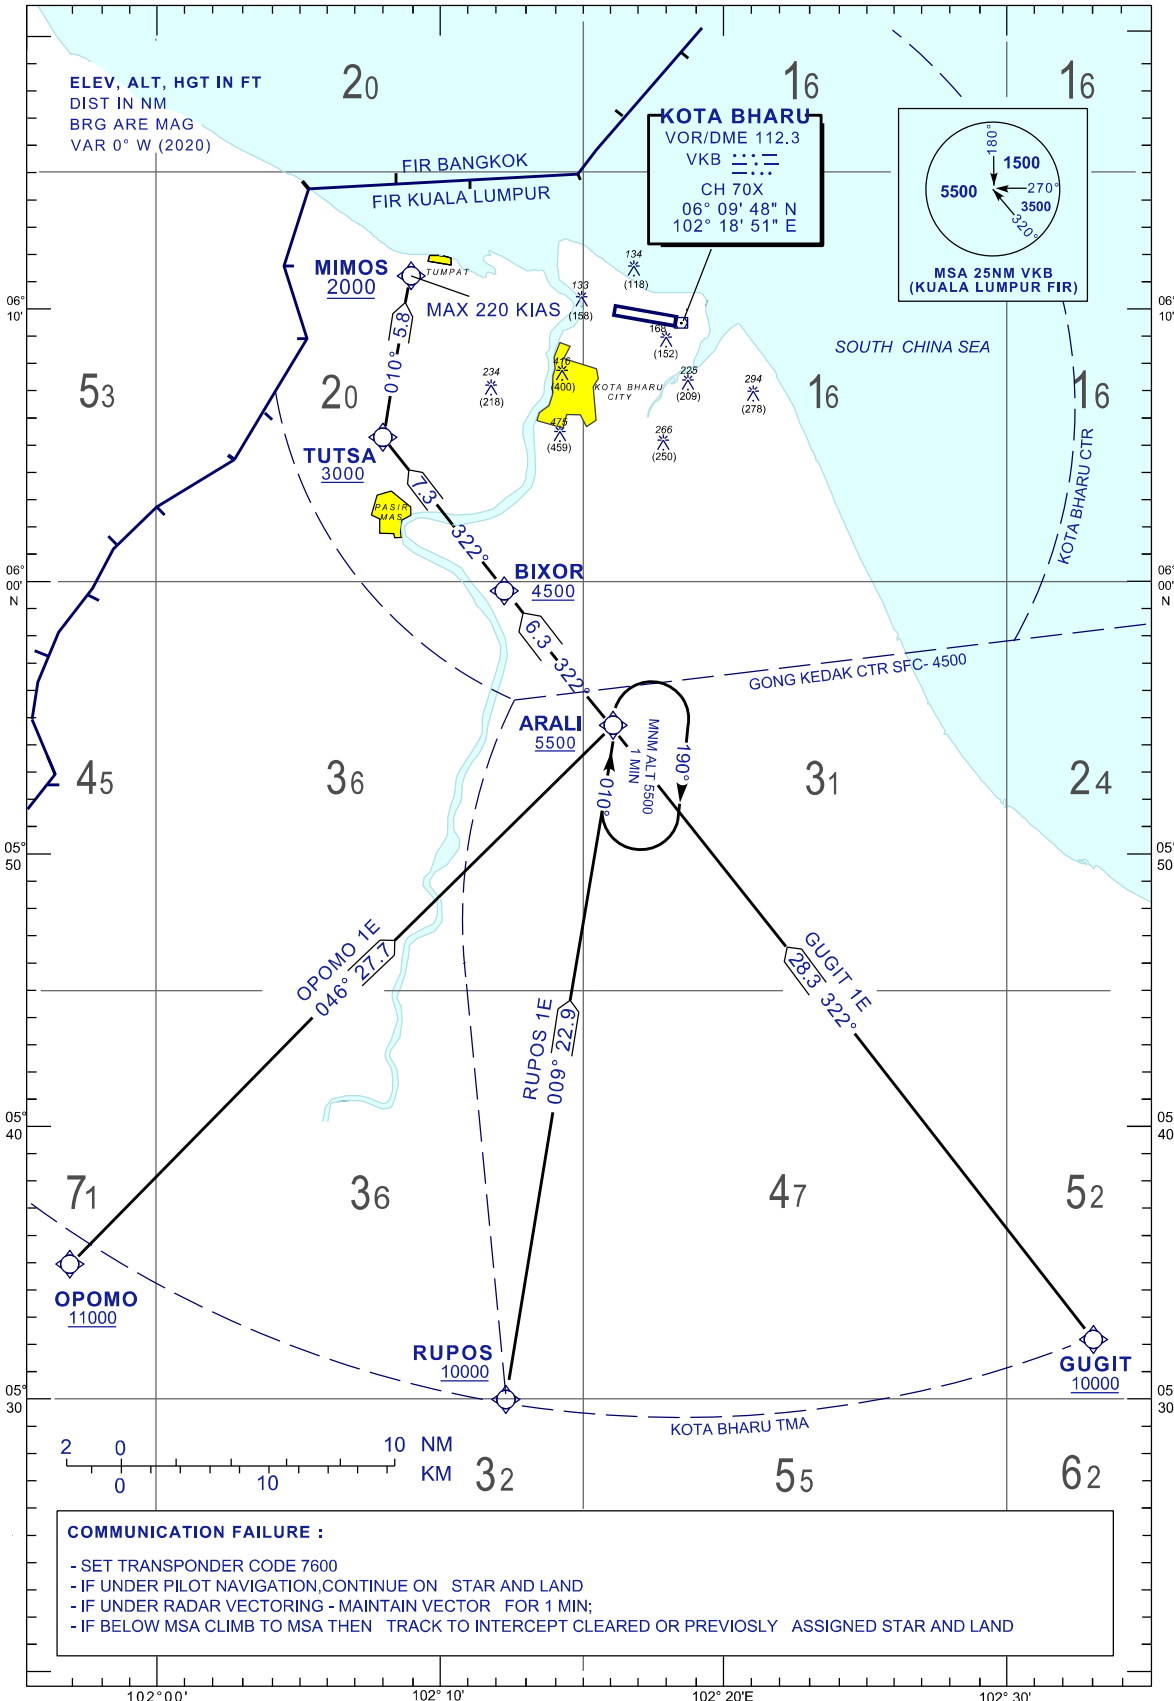 ELEV, ALT, HGT IN FT
DIST IN NM
BRG ARE MAG
VAR 0° W (2020)
20
16
16
KOTA BHARU
VOR/DME 112.3
VKB
CH 70X
06° 09' 48" N
102° 18' 51" E
180°
1500
5500
270°
3500
320°
MSA 25NM VKB
(KUALA LUMPUR FIR)
FIR BANGKOK
FIR KUALA LUMPUR
MIMOS
2000
TUMPAT
MAX 220 KIAS
134
(118)
133
(158)
168
(152)
06°
10'
06°
10'
SOUTH CHINA SEA
53
20
16
16
010° 5.8
234
(218)
416
(400)
KOTA BHARU
CITY
225
(209)
294
(278)
475
(459)
266
(250)
TUTSA
3000
7.3 322°
PASIR
MAS
KOTA BHARU CTR
BIXOR
4500
06°
00'
N
06°
00'
N
6.3 322°
GONG KEDAK CTR SFC- 4500
ARALI
5500
MNM ALT 5500
1 MIN
190°
010°
45
36
31
24
05°
50
05°
50
OPOMO 1E
046° 27.7
RUPOS 1E
009° 22.9
GUGIT 1E
28.3 322°
05°
40
05°
40
71
36
47
52
OPOMO
11000
RUPOS
10000
GUGIT
10000
05°
30
05°
30
KOTA BHARU TMA
2 0 10 NM
0 10 KM
32
55
62
COMMUNICATION FAILURE :
- SET TRANSPONDER CODE 7600
- IF UNDER PILOT NAVIGATION,CONTINUE ON STAR AND LAND
- IF UNDER RADAR VECTORING - MAINTAIN VECTOR FOR 1 MIN;
- IF BELOW MSA CLIMB TO MSA THEN TRACK TO INTERCEPT CLEARED OR PREVIOSLY ASSIGNED STAR AND LAND
102° 00'
102° 10'
102° 20'E
102° 30'